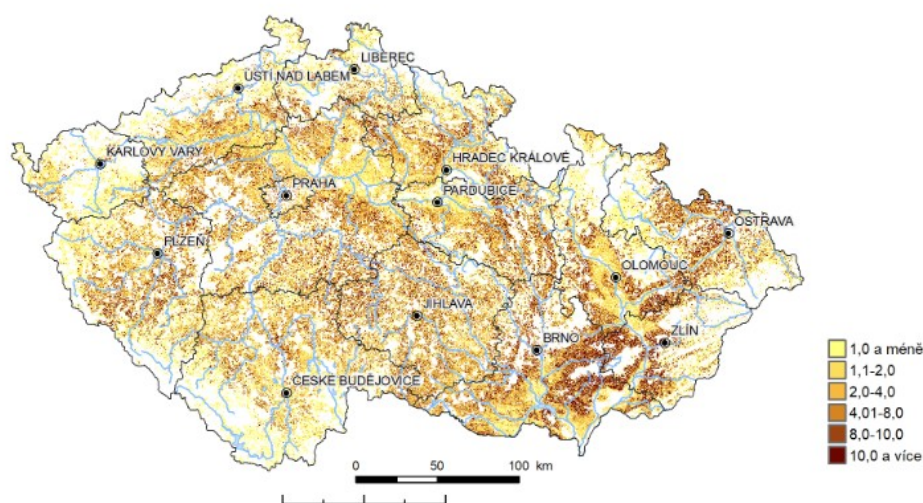 LIBEREC
ÚSTÍ NAD LABEM
KARLOVY VARY
HRADEC KRÁLOVÉ
PRAHA
PARDUBICE
OSTRAVA
PLZEŇ
OLOMOUC
JIHLAVA
BRNO
ZLÍN
ČESKÉ BUDĚJOVICE
1,0 a méně
1,1-2,0
2,0-4,0
4,01-8,0
8,0-10,0
10,0 a více
0 50 100 km